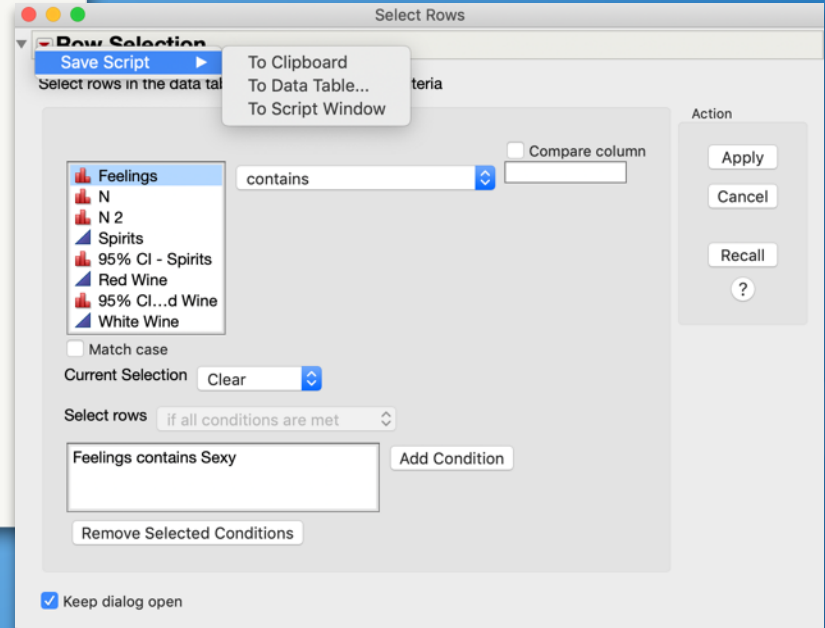 Select Rows
Row Selection
Save Script
To Clipboard
To Data Table...
To Script Window
Select rows in the data
teria
Action
Compare column
Feelings
contains
Apply
N
N 2
Cancel
Spirits
95% CI - Spirits
Red Wine
Recall
95% CI...d Wine
?
White Wine
Match case
Current Selection
Clear
Select rows
if all conditions are met
Feelings contains Sexy
Add Condition
Remove Selected Conditions
Keep dialog open